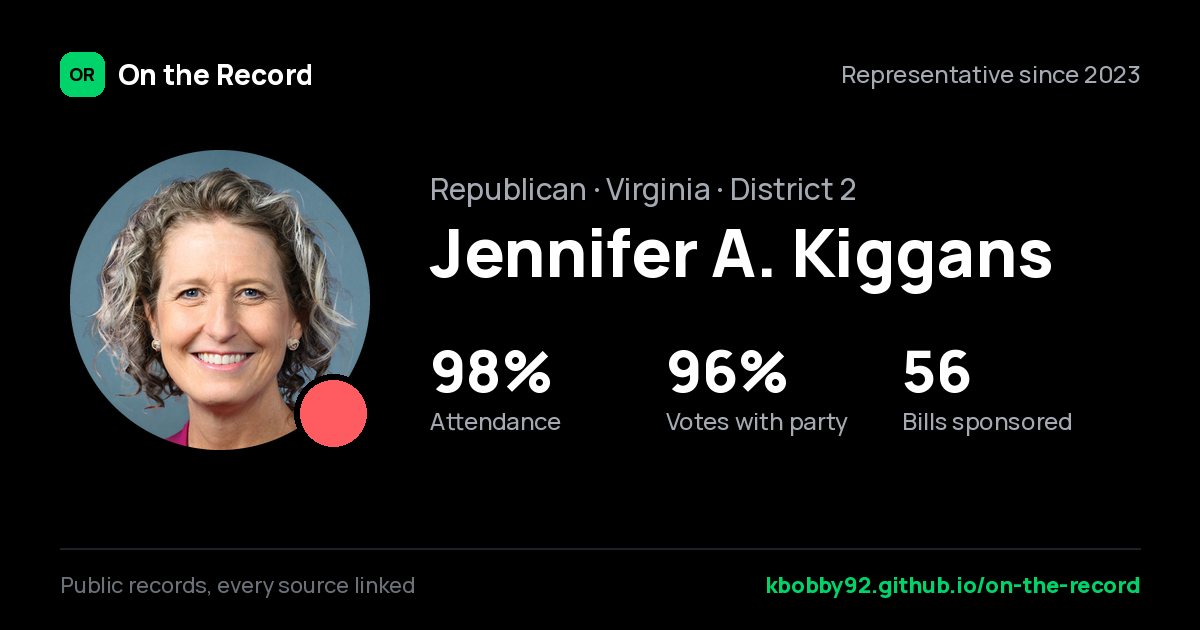 OR On the Record
Representative since 2023
Republican · Virginia · District 2
Jennifer A. Kiggans
98% 96% 56
Attendance Votes with party Bills sponsored
Public records, every source linked
kbobby92.github.io/on-the-record